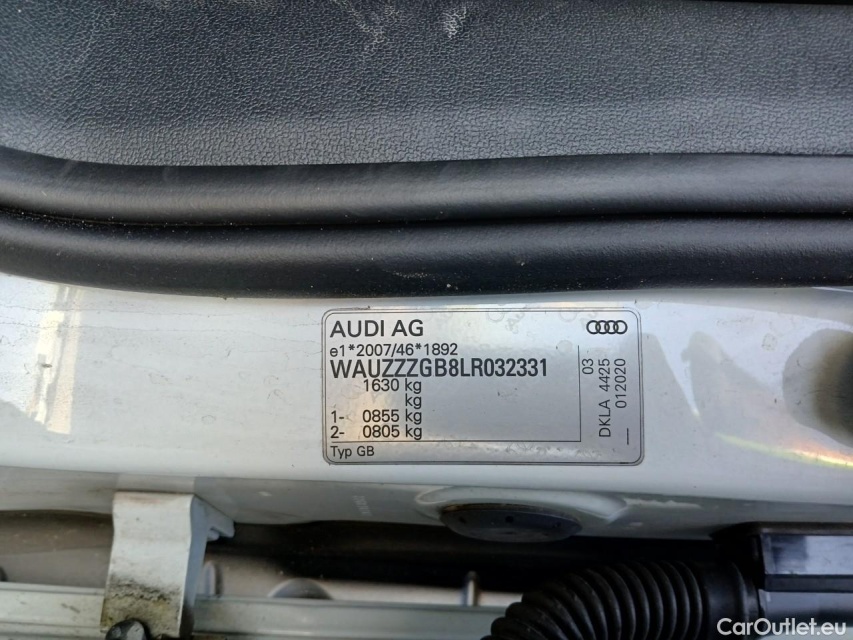 AUDI AG
e1*2007/46*1892
WAUZZZGB8LR032331
1630 kg
kg
1- 0855 kg
2- 0805 kg
Typ GB
03
DKLA 4425
012020
CarOutlet.eu